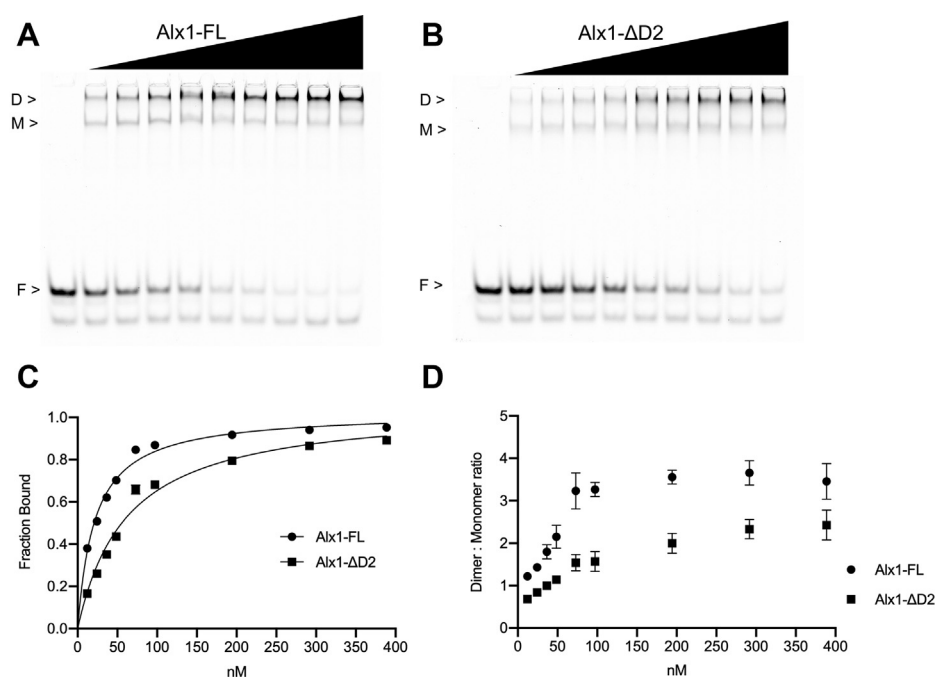 A
Alx1-FL
D >
M >
F >
B
Alx1-ΔD2
D >
M >
F >
C
Fraction Bound
1.0
0.8
0.6
0.4
0.2
0.0
0 50 100 150 200 250 300 350 400
nM
Alx1-FL
Alx1-ΔD2
D
Dimer : Monomer ratio
5
4
3
2
1
0
0 50 100 150 200 250 300 350 400
nM
Alx1-FL
Alx1-ΔD2